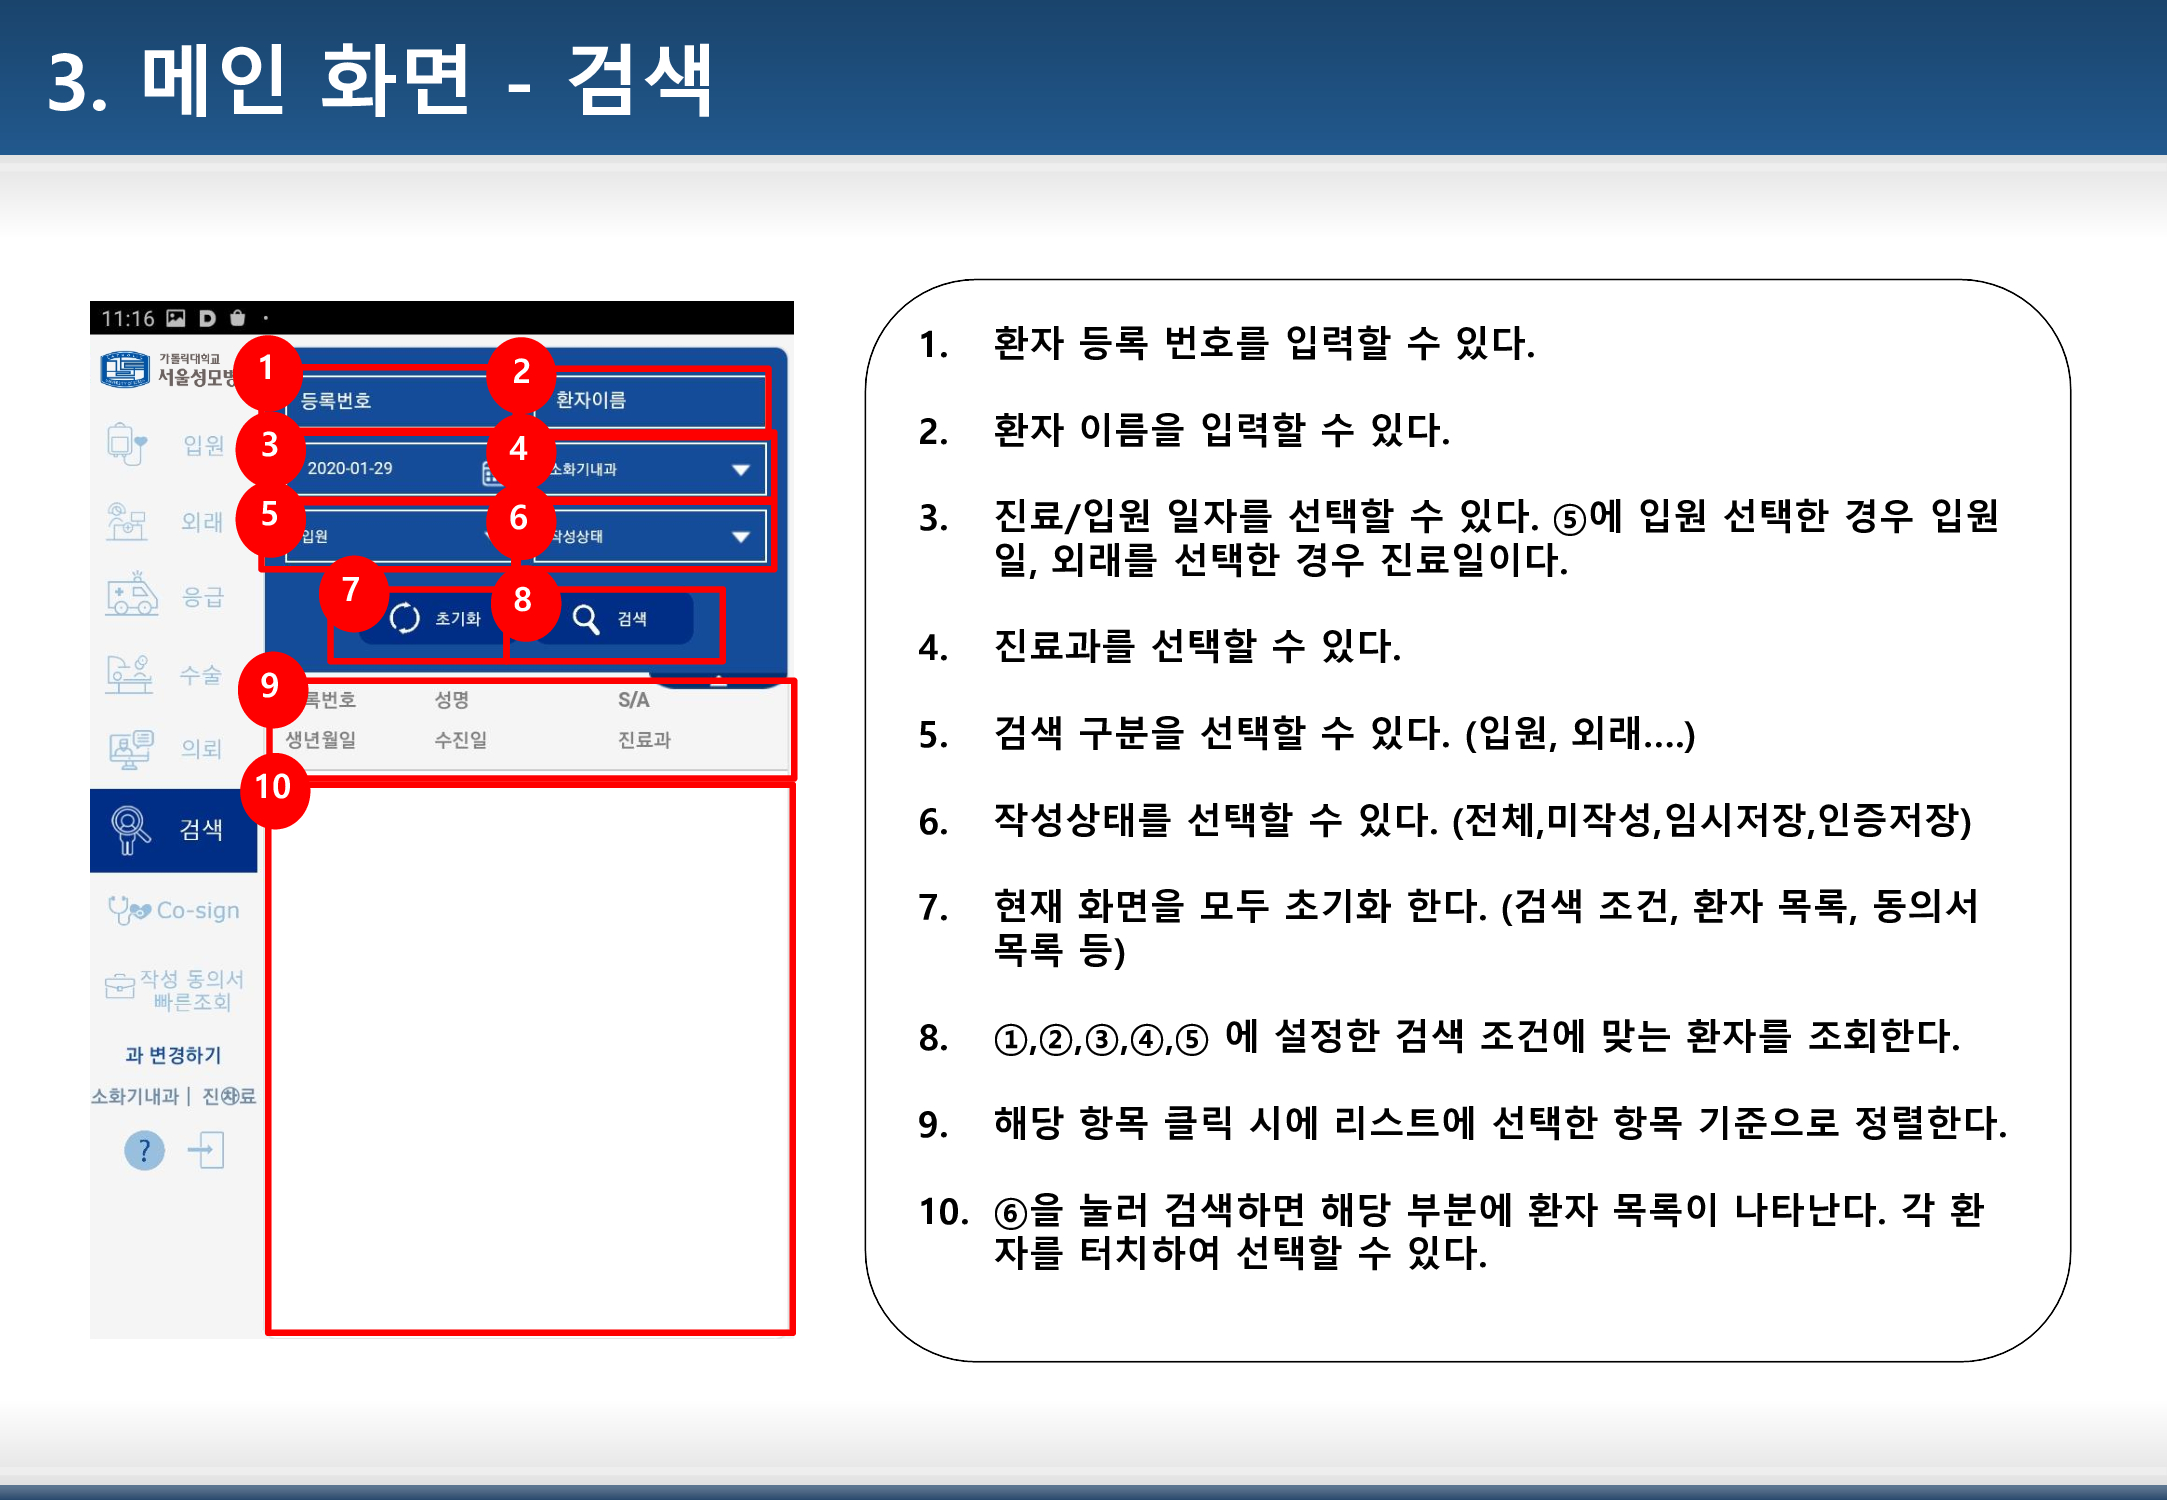 3. 메인 화면 - 검색
11:16
가톨릭대학교
서울성모병
입원
외래
응급
수술
의뢰
검색
Co-sign
작성 동의서
빠른조회
과 변경하기
소화기내과 | 진료
?
1
2
등록번호
환자이름
3
4
2020-01-29
소화기내과
5
6
입원
작성상태
7
8
초기화
검색
9
록번호 성명 S/A
생년월일 수진일 진료과
10
1. 환자 등록 번호를 입력할 수 있다.
2. 환자 이름을 입력할 수 있다.
3. 진료/입원 일자를 선택할 수 있다. ⑤에 입원 선택한 경우 입원
일, 외래를 선택한 경우 진료일이다.
4. 진료과를 선택할 수 있다.
5. 검색 구분을 선택할 수 있다. (입원, 외래....)
6. 작성상태를 선택할 수 있다. (전체,미작성,임시저장,인증저장)
7. 현재 화면을 모두 초기화 한다. (검색 조건, 환자 목록, 동의서
목록 등)
8. ①,②,③,④,⑤ 에 설정한 검색 조건에 맞는 환자를 조회한다.
9. 해당 항목 클릭 시에 리스트에 선택한 항목 기준으로 정렬한다.
10. ⑥을 눌러 검색하면 해당 부분에 환자 목록이 나타난다. 각 환
자를 터치하여 선택할 수 있다.